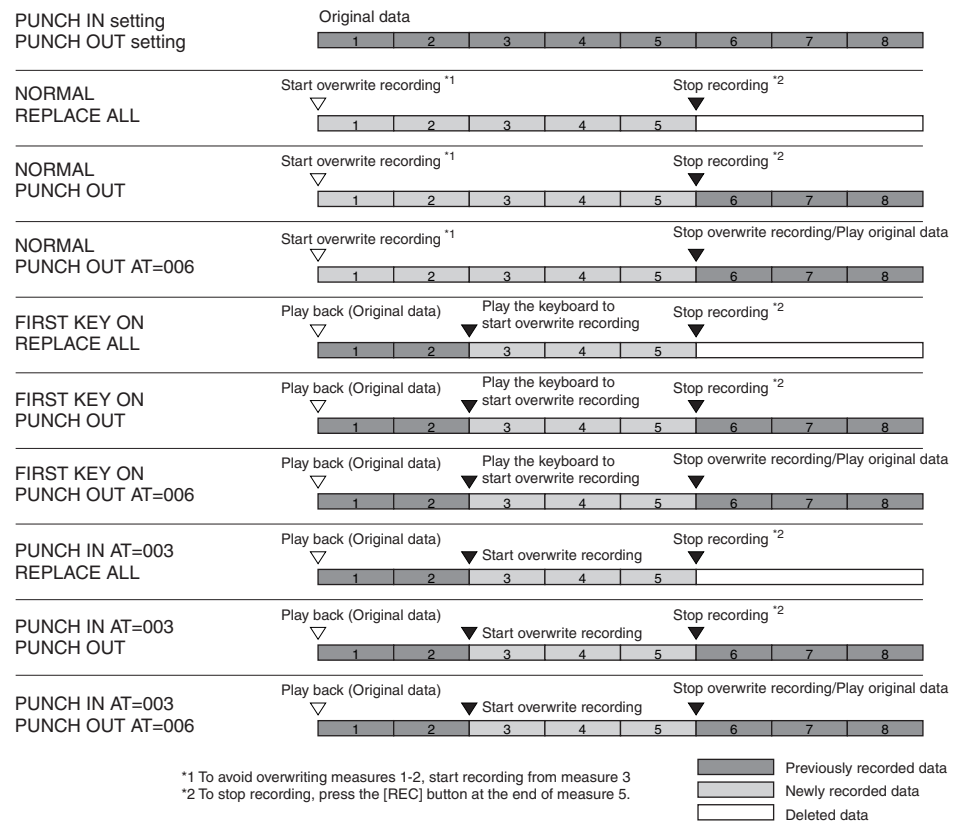 PUNCH IN setting
PUNCH OUT setting
Original data
1 2 3 4 5 6 7 8
NORMAL
REPLACE ALL
Start overwrite recording *1
Stop recording *2
1 2 3 4 5
NORMAL
PUNCH OUT
Start overwrite recording *1
Stop recording *2
1 2 3 4 5 6 7 8
NORMAL
PUNCH OUT AT=006
Start overwrite recording *1
Stop overwrite recording/Play original data
1 2 3 4 5 6 7 8
FIRST KEY ON
REPLACE ALL
Play back (Original data)
Play the keyboard to
start overwrite recording
Stop recording *2
1 2 3 4 5
FIRST KEY ON
PUNCH OUT
Play back (Original data)
Play the keyboard to
start overwrite recording
Stop recording *2
1 2 3 4 5 6 7 8
FIRST KEY ON
PUNCH OUT AT=006
Play back (Original data)
Play the keyboard to
start overwrite recording
Stop overwrite recording/Play original data
1 2 3 4 5 6 7 8
PUNCH IN AT=003
REPLACE ALL
Play back (Original data)
Start overwrite recording
Stop recording *2
1 2 3 4 5
PUNCH IN AT=003
PUNCH OUT
Play back (Original data)
Start overwrite recording
Stop recording *2
1 2 3 4 5 6 7 8
PUNCH IN AT=003
PUNCH OUT AT=006
Play back (Original data)
Start overwrite recording
Stop overwrite recording/Play original data
1 2 3 4 5 6 7 8
*1 To avoid overwriting measures 1-2, start recording from measure 3
*2 To stop recording, press the [REC] button at the end of measure 5.
Previously recorded data
Newly recorded data
Deleted data